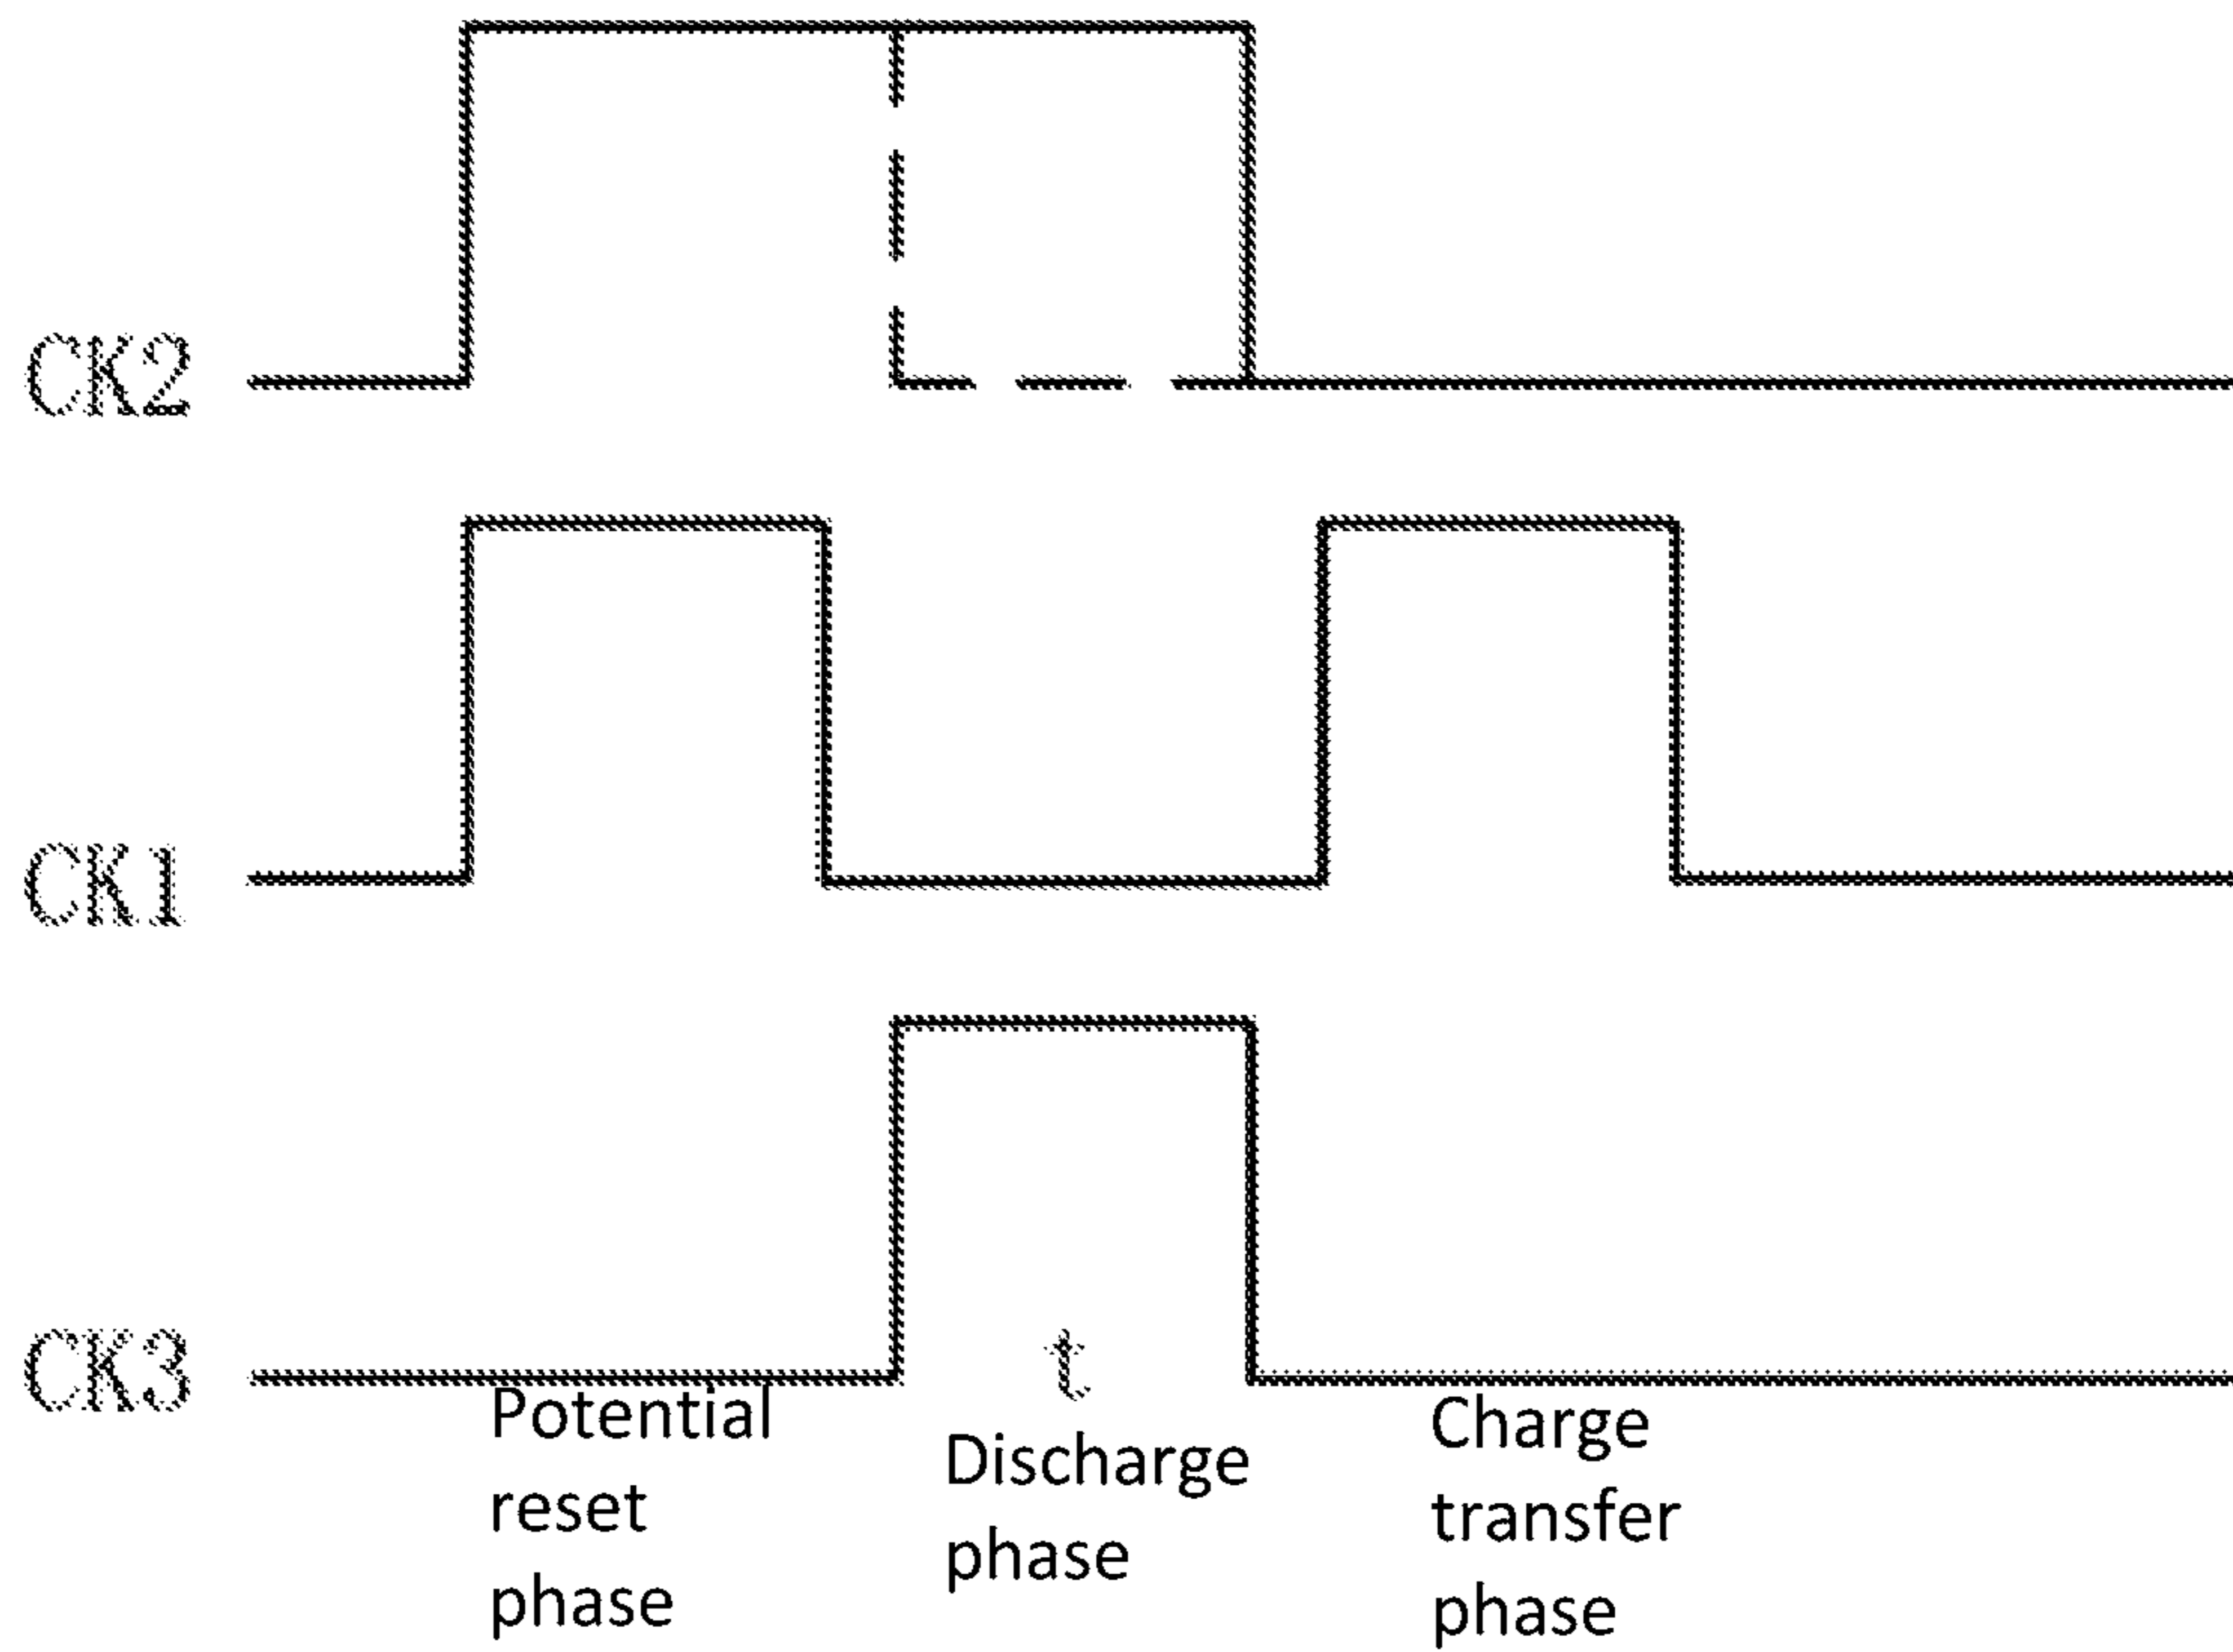 CK2
CK1
CK3
t
Potential
reset
phase
Discharge
phase
Charge
transfer
phase